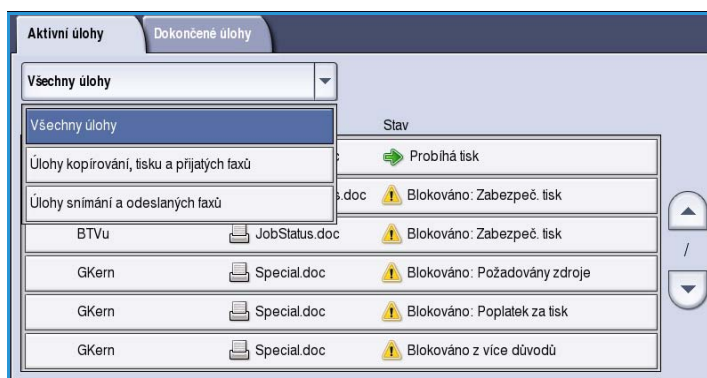 Aktivní úlohy
Dokončené úlohy
Všechny úlohy
Všechny úlohy
Úlohy kopírování, tisku a přijatých faxů
Úlohy snímání a odeslaných faxů
Stav
Probíhá tisk
s.doc Blokováno: Zabezpeč. tisk
BTVu JobStatus.doc Blokováno: Zabezpeč. tisk
/
GKern Special.doc Blokováno: Požadovány zdroje
GKern Special.doc Blokováno: Poplatek za tisk
GKern Special.doc Blokováno z více důvodů